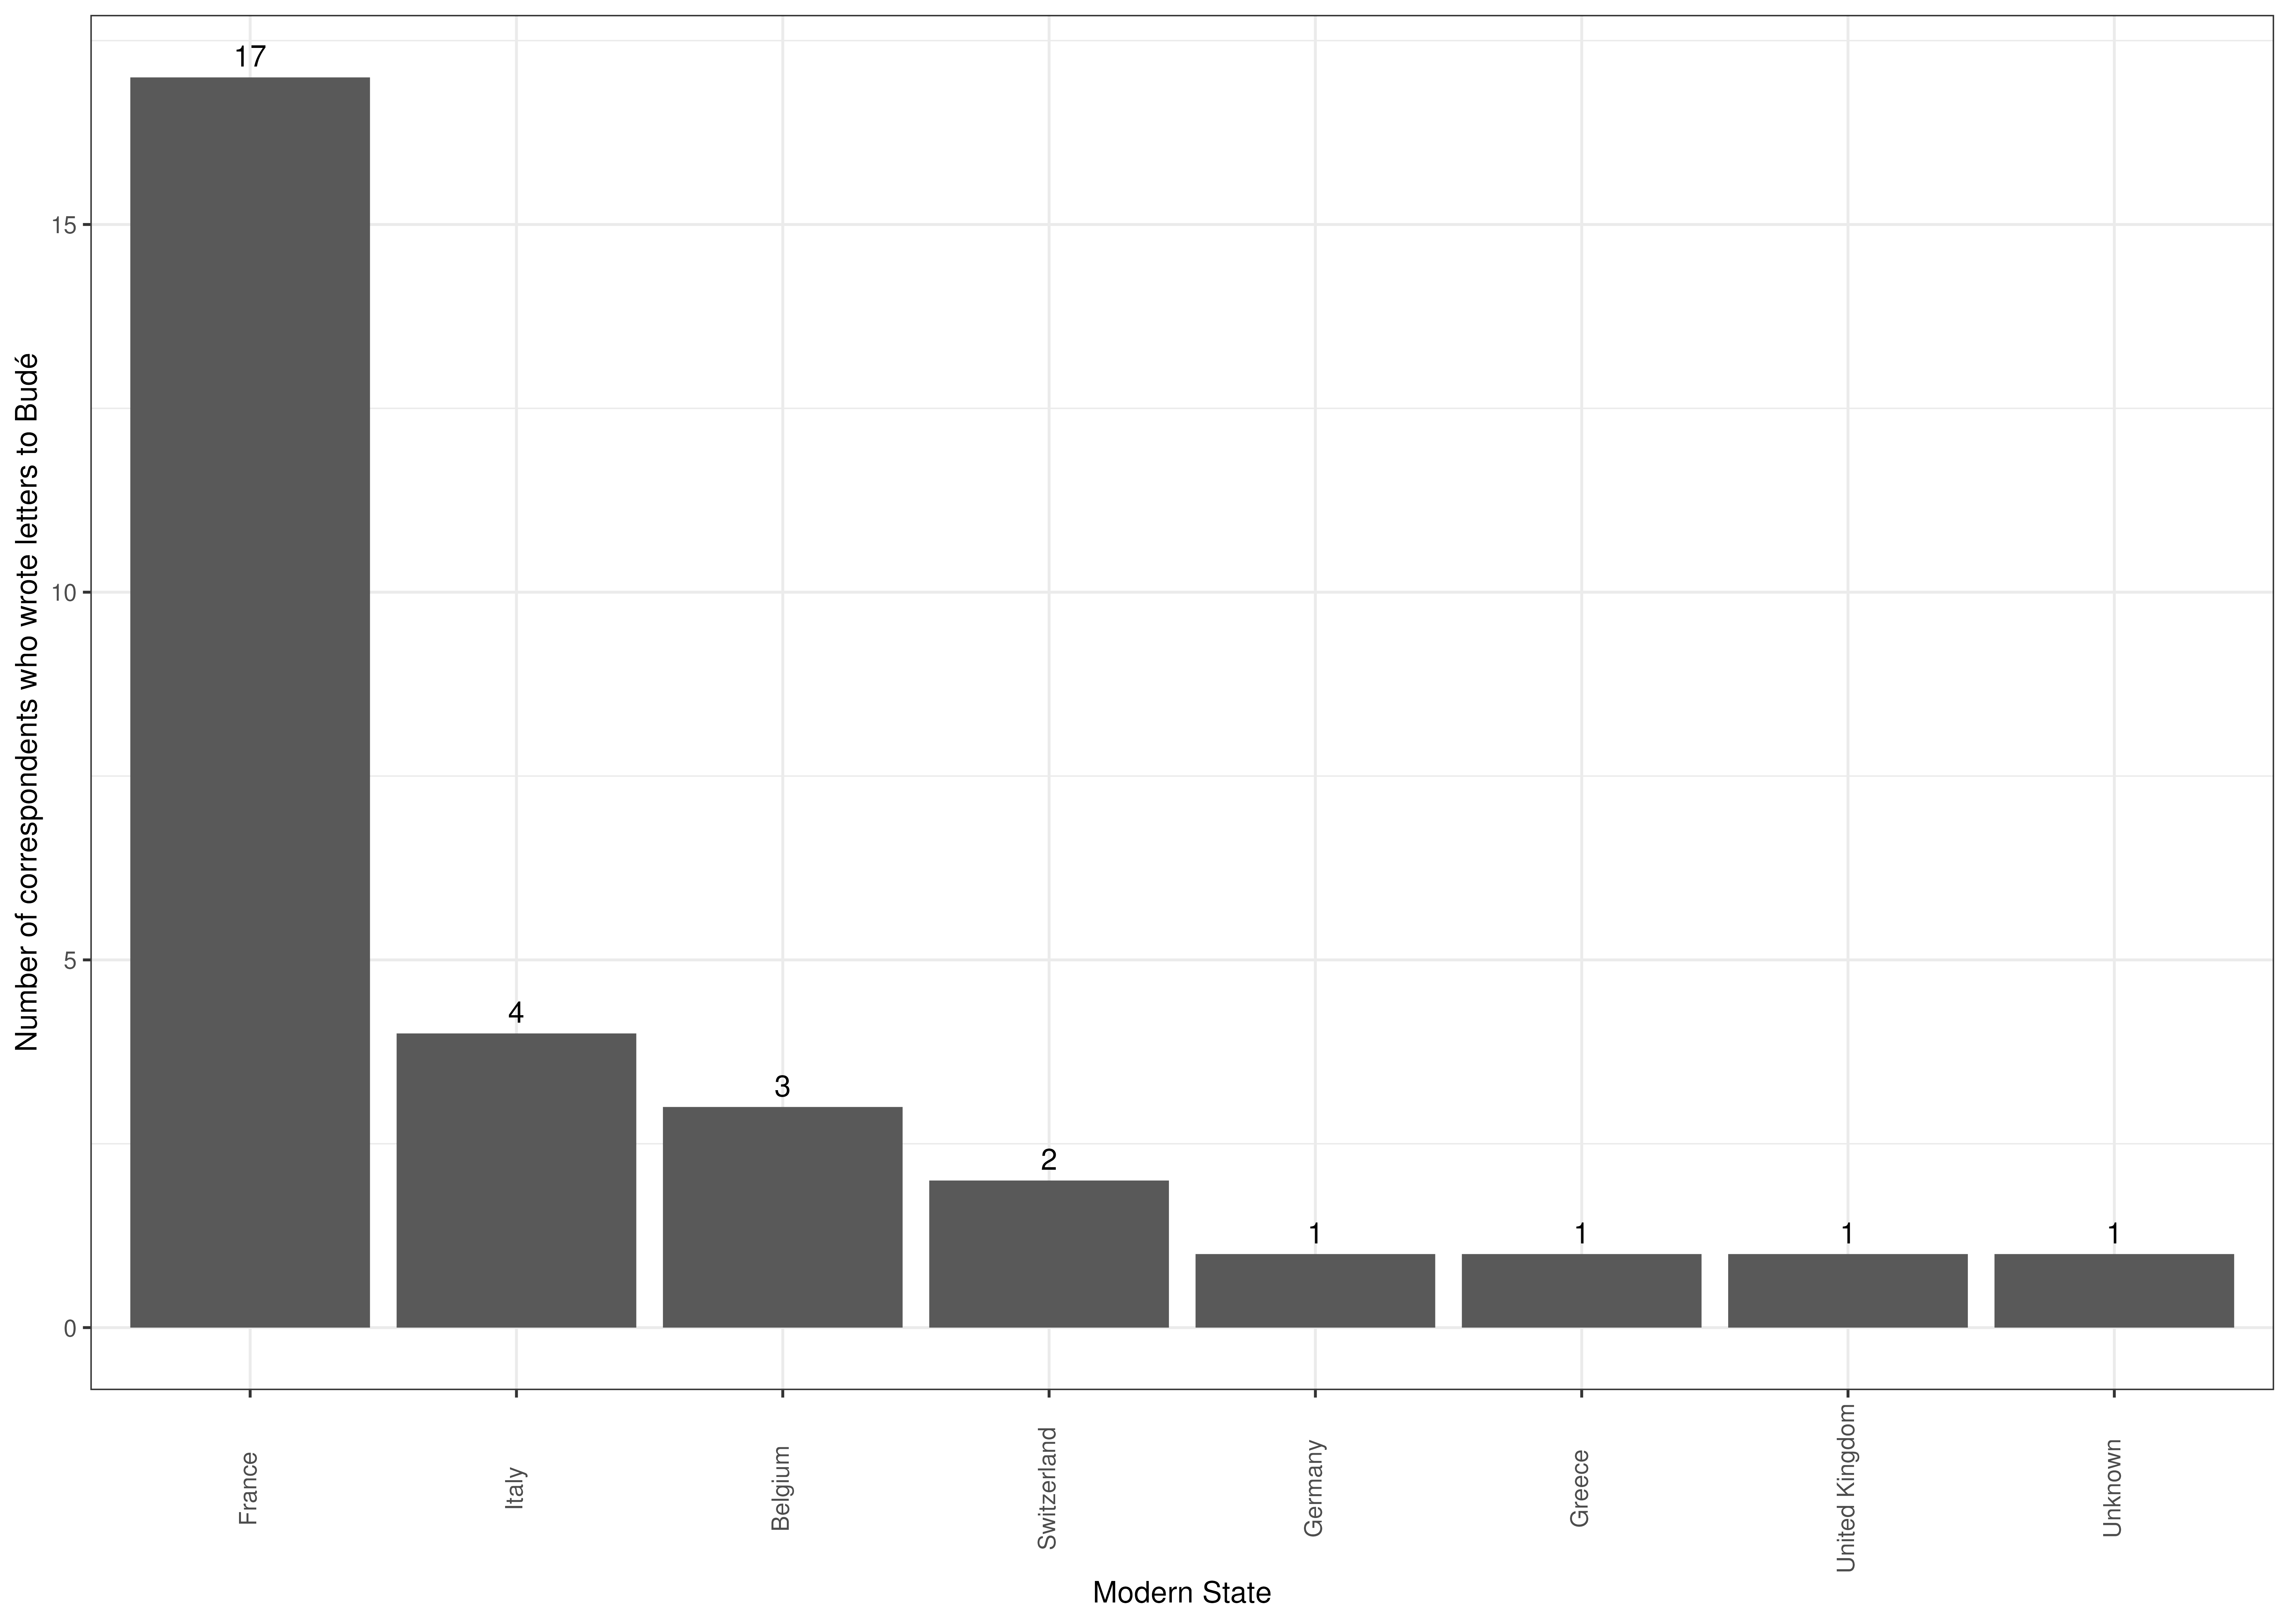 Number of correspondents who wrote letters to Budé
15
10
5
0
17
4
3
2
1
1
1
1
France
Italy
Belgium
Switzerland
Germany
Greece
United Kingdom
Unknown
Modern State